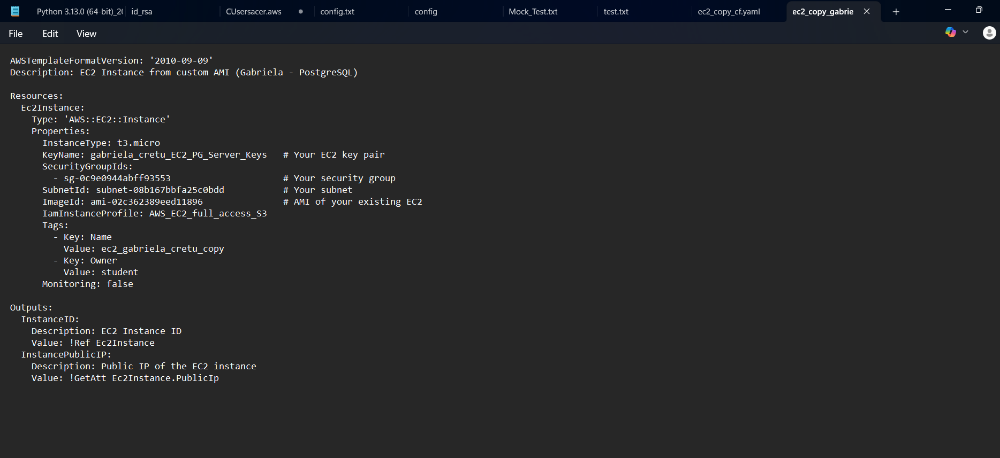 Python 3.13.0 (64-bit)_2( id_rsa CUsersacer.aws config.txt config Mock_Test.txt test.txt ec2_copy_cf.yaml ec2_copy_gabrie
File Edit View
AWSTemplateFormatVersion: '2010-09-09'
Description: EC2 Instance from custom AMI (Gabriela - PostgreSQL)
Resources:
Ec2Instance:
Type: 'AWS::EC2::Instance'
Properties:
InstanceType: t3.micro
KeyName: gabriela_cretu_EC2_PG_Server_Keys # Your EC2 key pair
SecurityGroupIds:
- sg-0c9e0944abff93553 # Your security group
SubnetId: subnet-08b167bbfa25c0bdd # Your subnet
ImageId: ami-02c362389eed11896 # AMI of your existing EC2
IamInstanceProfile: AWS_EC2_full_access_S3
Tags:
- Key: Name
Value: ec2_gabriela_cretu_copy
- Key: Owner
Value: student
Monitoring: false
Outputs:
InstanceID:
Description: EC2 Instance ID
Value: !Ref Ec2Instance
InstancePublicIP:
Description: Public IP of the EC2 instance
Value: !GetAtt Ec2Instance.PublicIp